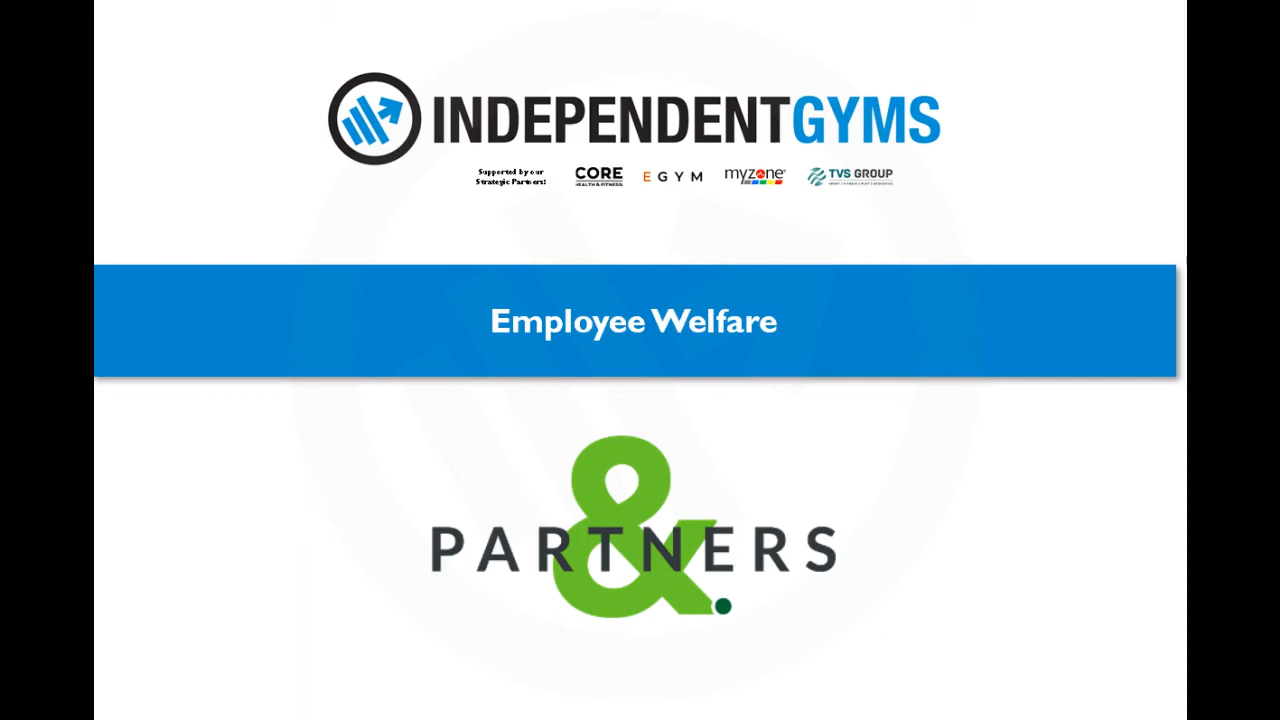 INDEPENDENTGYMS
Supported by our
Strategic Partners!
CORE
HEALTH & FITNESS
EGYM
myzone
TVS GROUP
Employee Welfare
&
PARTNERS